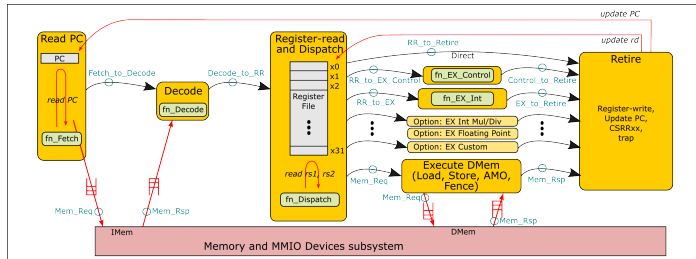 update PC
Read PC
PC
read PC
fn_Fetch
Fetch_to_Decode
Decode
fn_Decode
Decode_to_RR
Register-read
and Dispatch
x0
x1
x2
Register
File
x31
read rs1, rs2
fn_Dispatch
RR_to_Retire
Direct
update rd
RR_to_EX_Control
fn_EX_Control
Control_to_Retire
RR_to_EX
fn_EX_Int
EX_to_Retire
Option: EX Int Mul/Div
Option: EX Floating Point
Option: EX Custom
Mem_Req
Execute DMem
(Load, Store, AMO,
Fence)
Mem_Rsp
Retire
Register-write,
Update PC,
CSRRxx,
trap
Mem_Req
Mem_Rsp
Mem_Req
Mem_Rsp
IMem
DMem
Memory and MMIO Devices subsystem